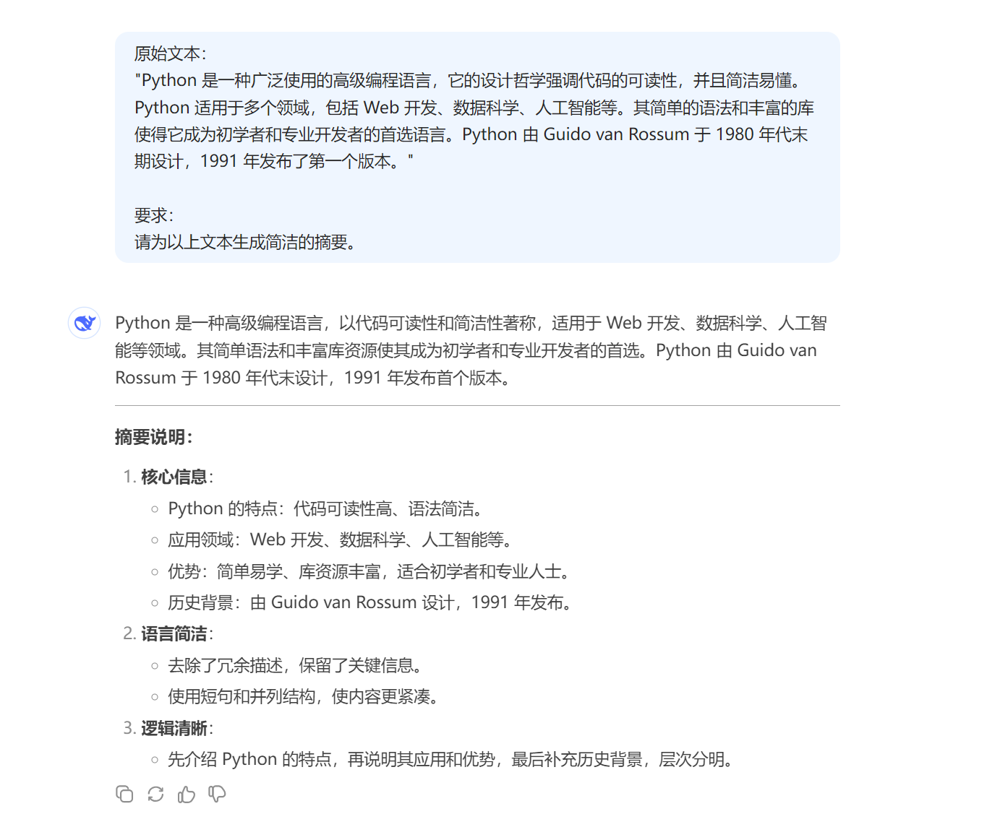 原始文本：
"Python 是一种广泛使用的高级编程语言，它的设计哲学强调代码的可读性，并且简洁易懂。
Python 适用于多个领域，包括 Web 开发、数据科学、人工智能等。其简单的语法和丰富的库
使得它成为初学者和专业开发者的首选语言。Python 由 Guido van Rossum 于 1980 年代末
期设计，1991 年发布了第一个版本。"
要求：
请为以上文本生成简洁的摘要。
Python 是一种高级编程语言，以代码可读性和简洁性著称，适用于 Web 开发、数据科学、人工智
能等领域。其简单语法和丰富库资源使其成为初学者和专业开发者的首选。Python 由 Guido van
Rossum 于 1980 年代末设计，1991 年发布首个版本。
摘要说明：
1. 核心信息：
Python 的特点：代码可读性高、语法简洁。
应用领域：Web 开发、数据科学、人工智能等。
优势：简单易学、库资源丰富，适合初学者和专业人士。
历史背景：由 Guido van Rossum 设计，1991 年发布。
2. 语言简洁：
去除了冗余描述，保留了关键信息。
使用短句和并列结构，使内容更紧凑。
3. 逻辑清晰：
先介绍 Python 的特点，再说明其应用和优势，最后补充历史背景，层次分明。